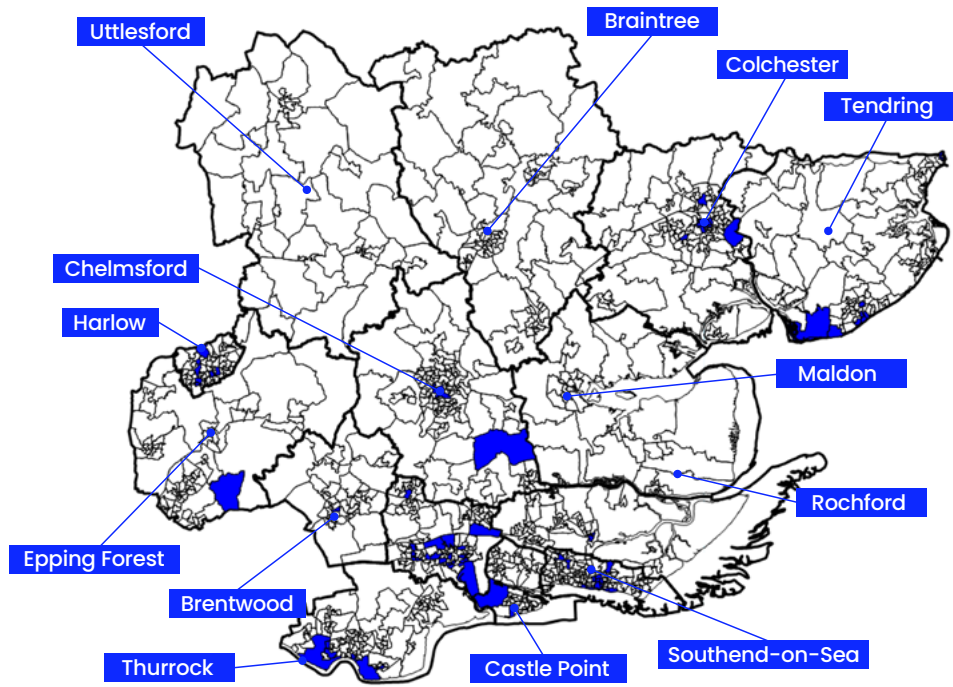 Braintree
Uttlesford
Colchester
Tendring
Chelmsford
Harlow
Maldon
Rochford
Epping Forest
Brentwood
Southend-on-Sea
Thurrock
Castle Point